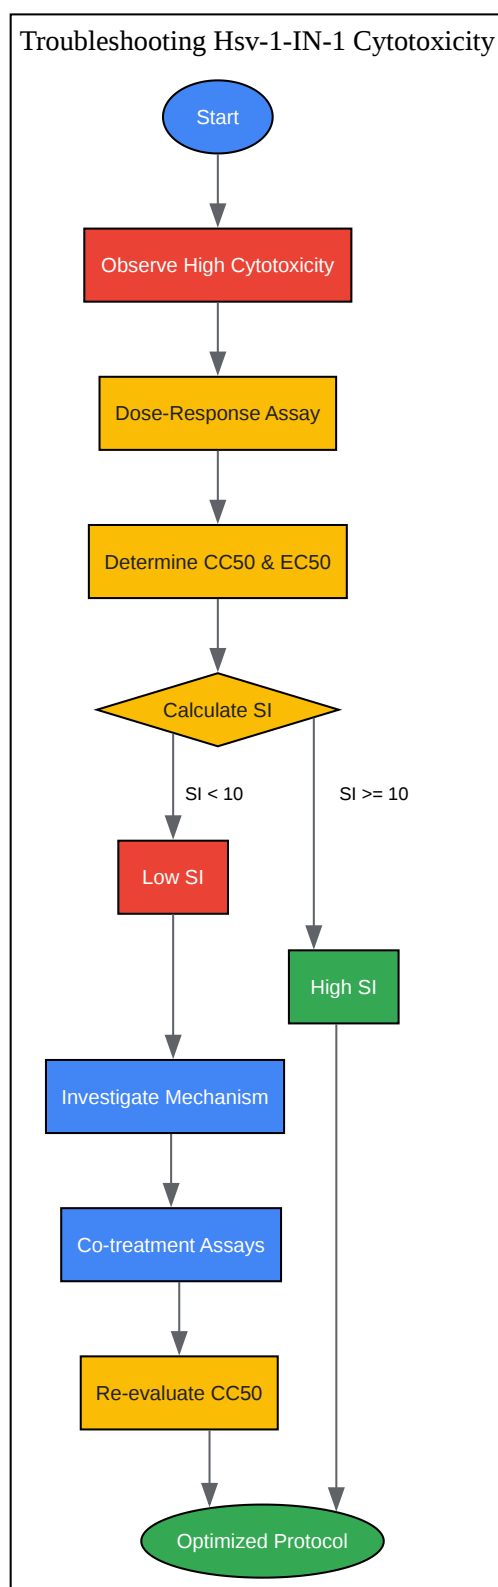 Troubleshooting Hsv-1-IN-1 Cytotoxicity
Start
Observe High Cytotoxicity
Dose-Response Assay
Determine CC50 & EC50
Calculate SI
SI < 10
SI >= 10
Low SI
High SI
Investigate Mechanism
Co-treatment Assays
Re-evaluate CC50
Optimized Protocol